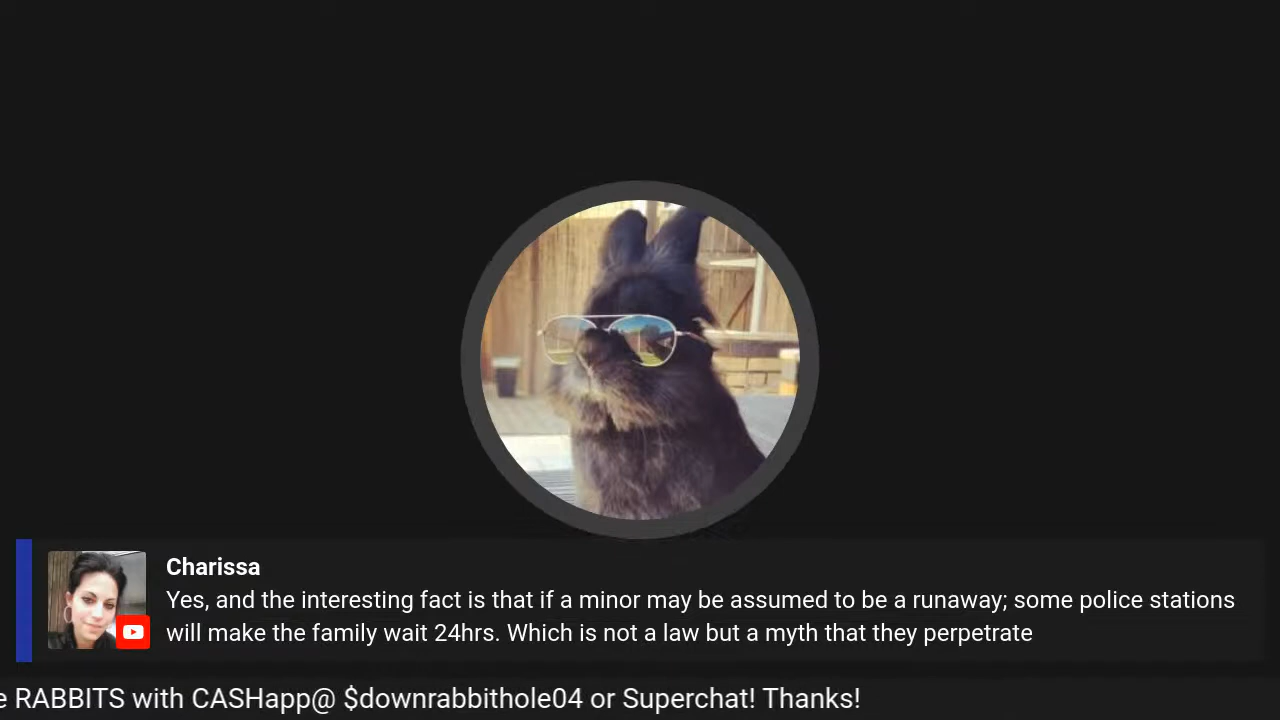 Charissa
Yes, and the interesting fact is that if a minor may be assumed to be a runaway; some police stations
will make the family wait 24hrs. Which is not a law but a myth that they perpetrate
e RABBITS with CASHapp@ $downrabbithole04 or Superchat! Thanks!